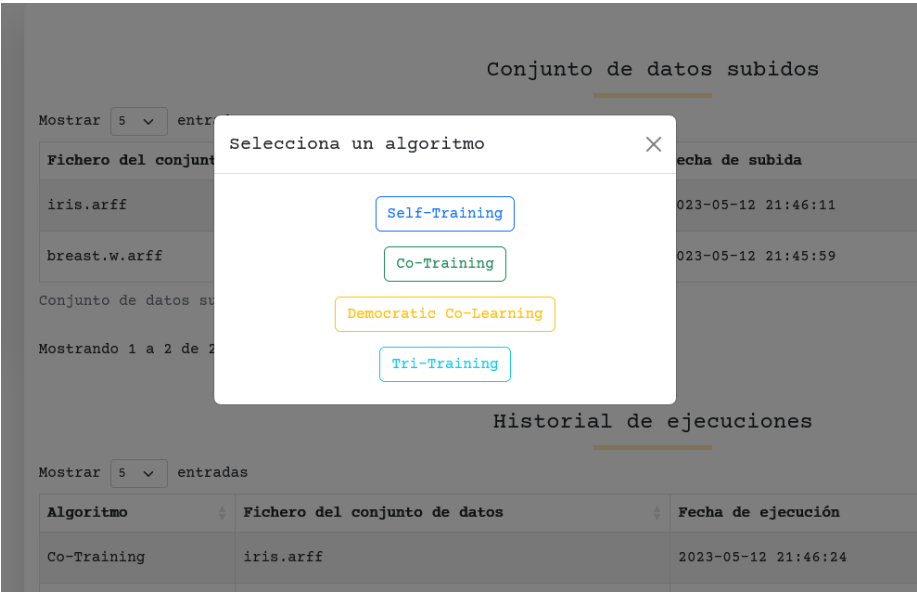 Conjunto de datos subidos
Mostrar 5 entr
Selecciona un algoritmo
Fichero del conjunt
echa de subida
Self-Training
iris.arff
023-05-12 21:46:11
Co-Training
breast.w.arff
023-05-12 21:45:59
Conjunto de datos su
Democratic Co-Learning
Mostrando 1 a 2 de 2
Tri-Training
Historial de ejecuciones
Mostrar 5 entradas
Algoritmo Fichero del conjunto de datos Fecha de ejecución
Co-Training iris.arff 2023-05-12 21:46:24